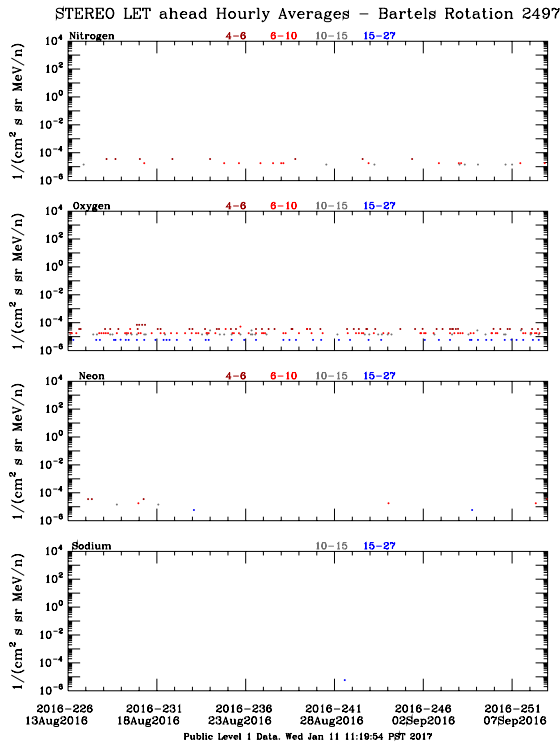 STEREO LET ahead Hourly Averages – Bartels Rotation 2497
Nitrogen 4-6 6-10 10-15 15-27
10^4
10^2
10^0
10^-2
10^-4
10^-6
1/(cm^2 s sr MeV/n)
Oxygen 4-6 6-10 10-15 15-27
10^4
10^2
10^0
10^-2
10^-4
10^-6
1/(cm^2 s sr MeV/n)
Neon 4-6 6-10 10-15 15-27
10^4
10^2
10^0
10^-2
10^-4
10^-6
1/(cm^2 s sr MeV/n)
Sodium 10-15 15-27
10^4
10^2
10^0
10^-2
10^-4
10^-6
1/(cm^2 s sr MeV/n)
2016-226 2016-231 2016-236 2016-241 2016-246 2016-251
13Aug2016 18Aug2016 23Aug2016 28Aug2016 02Sep2016 07Sep2016
Public Level 1 Data. Wed Jan 11 11:19:54 PST 2017